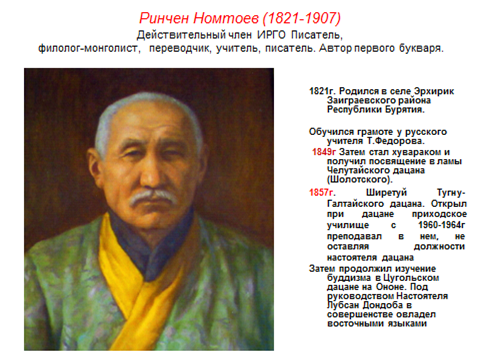 Ринчен Номтоев (1821-1907)
Действительный член ИРГО Писатель,
филолог-монголист, переводчик, учитель, писатель. Автор первого букваря.
1821г. Родился в селе Эрхирик
Заиграевского района
Республики Бурятия.
Обучился грамоте у русского
учителя Т.Федорова.
1849г Затем стал хувараком и
получил посвящение в ламы
Челутайского дацана
(Шолотского).
1857г. Ширетуй Тугну-
Галтайского дацана. Открыл
при дацане приходское
училище с 1960-1964г
преподавал в нем, не
оставляя должности
настоятеля дацана
Затем продолжил изучение
буддизма в Цугольском
дацане на Ононе. Под
руководством Настоятеля
Лубсан Дондоба в
совершенстве овладел
восточными языками